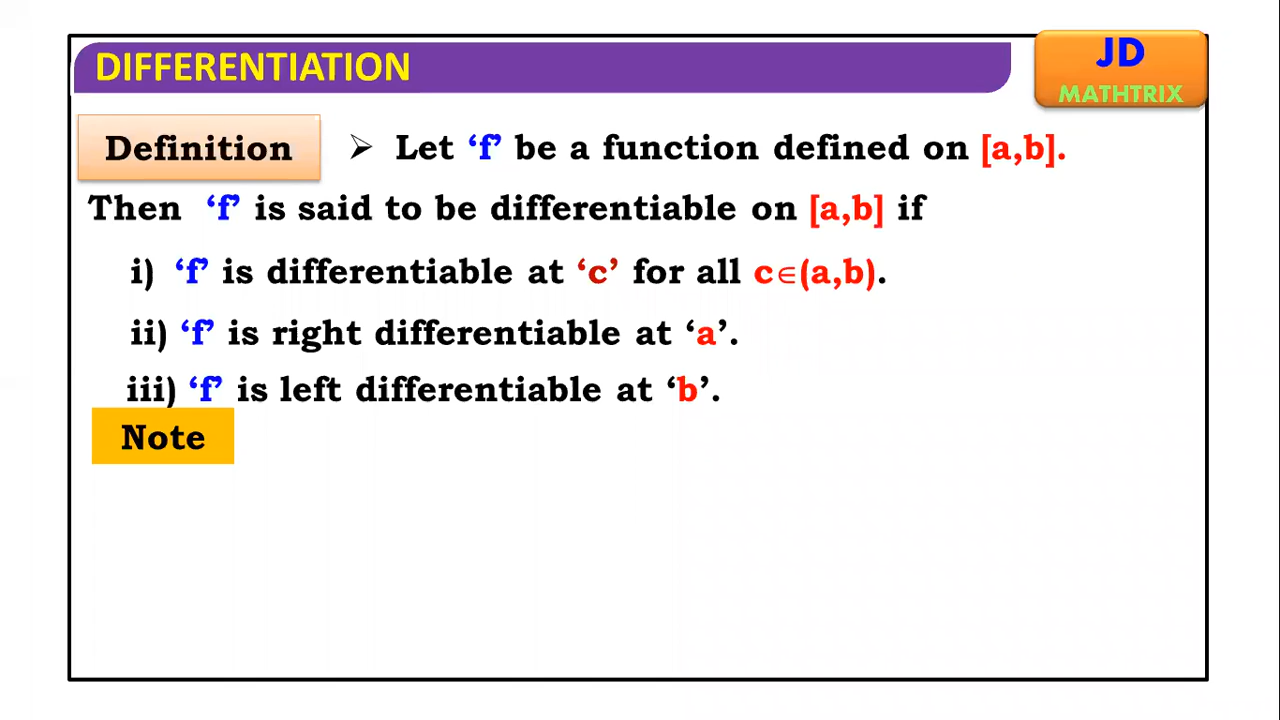 DIFFERENTIATION
JD
MATHTRIX
Definition ➢ Let ‘f’ be a function defined on [a,b].
Then ‘f’ is said to be differentiable on [a,b] if
i) ‘f’ is differentiable at ‘c’ for all c∈(a,b).
ii) ‘f’ is right differentiable at ‘a’.
iii) ‘f’ is left differentiable at ‘b’.
Note